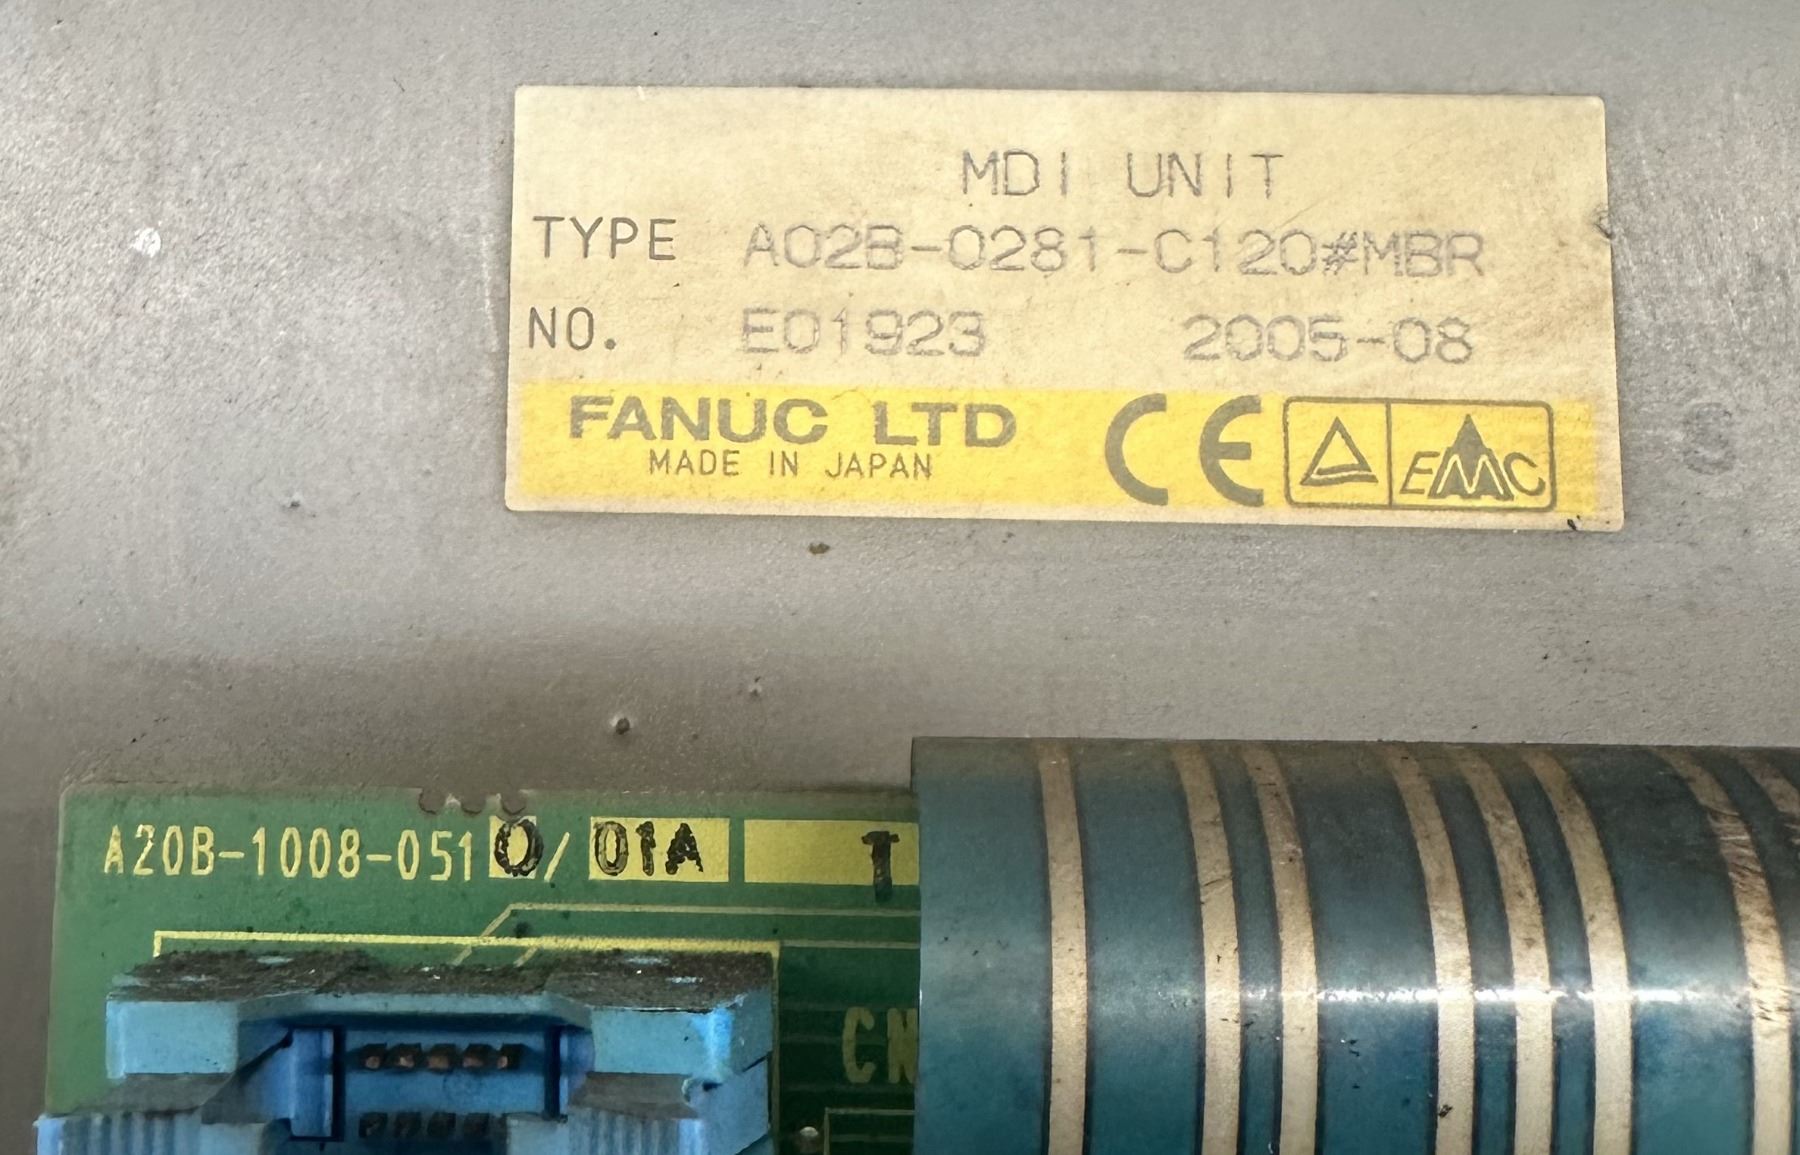 MDI UNIT
TYPE A02B-0281-C120#MBR
NO. E01923 2005-08
FANUC LTD
MADE IN JAPAN
CE EMC
A20B-1008-0510/01A T
CN